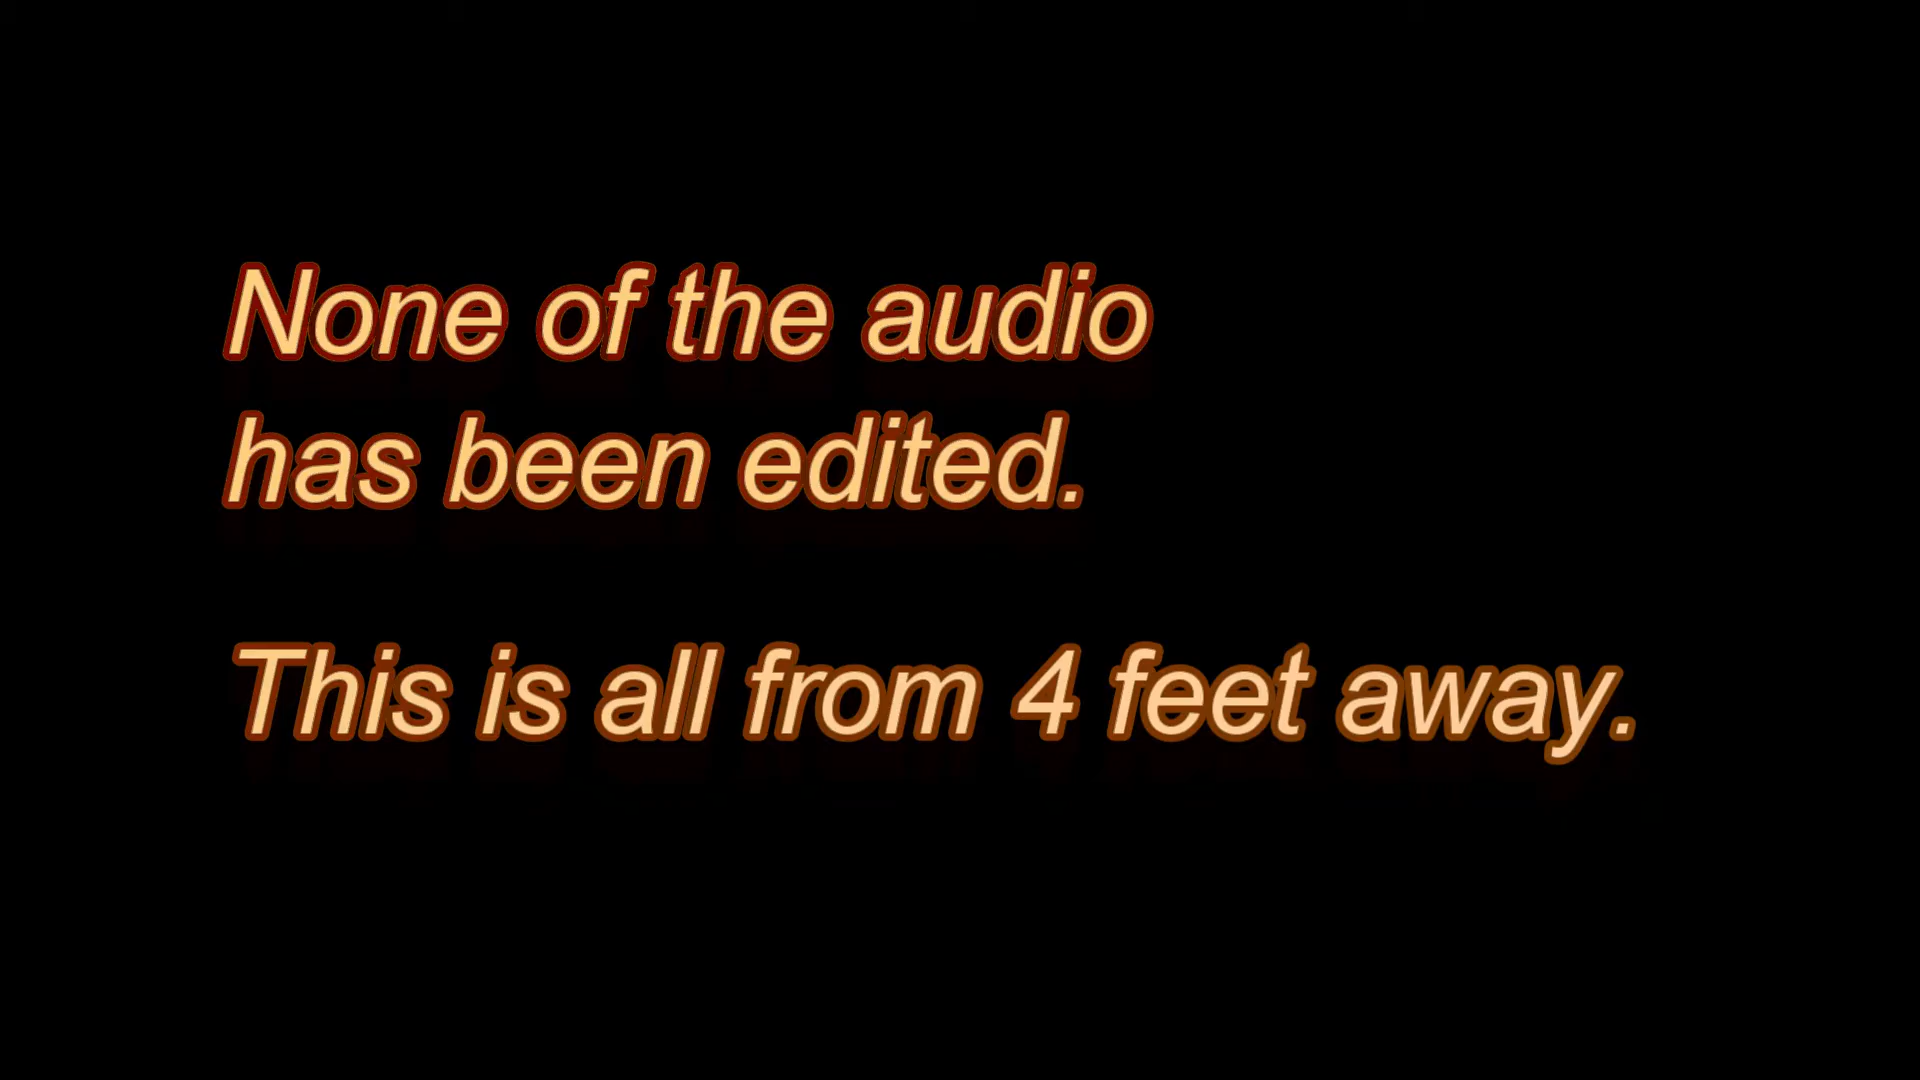 None of the audio
has been edited.
This is all from 4 feet away.